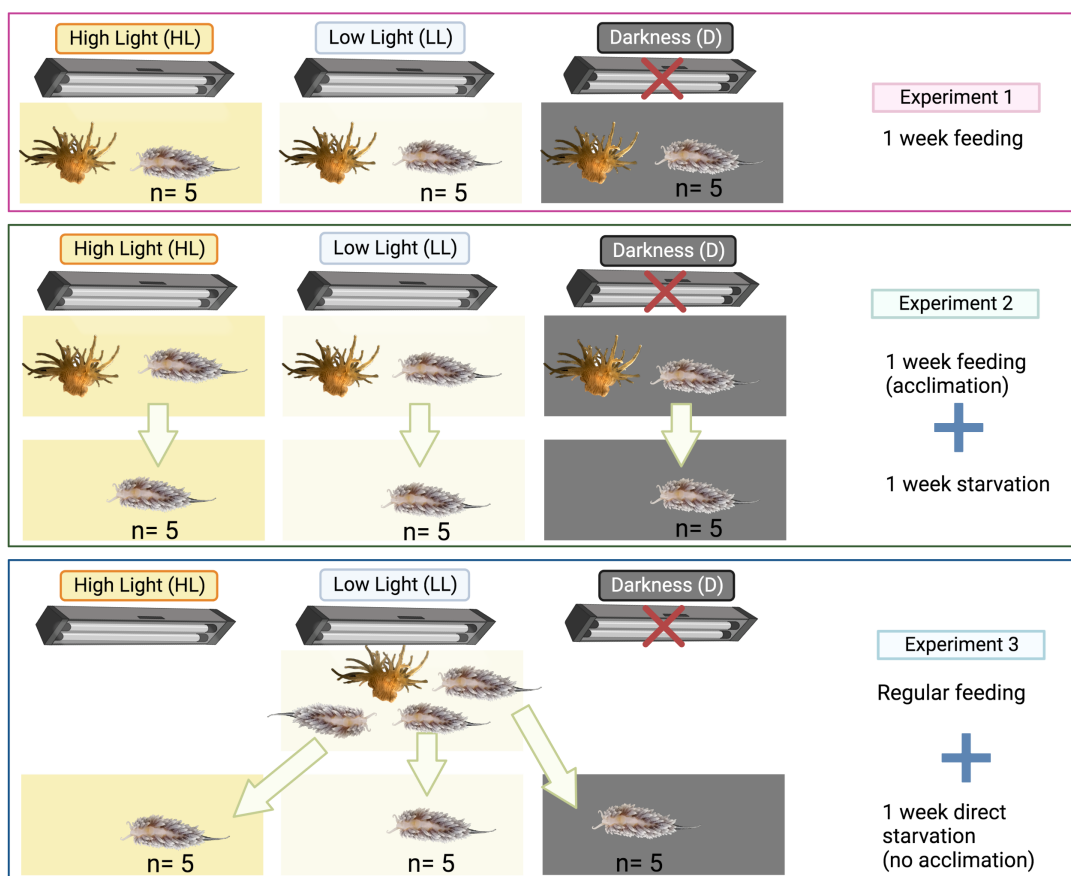 High Light (HL)
Low Light (LL)
Darkness (D)
Experiment 1
1 week feeding
n= 5
n= 5
n= 5
High Light (HL)
Low Light (LL)
Darkness (D)
Experiment 2
1 week feeding
(acclimation)
1 week starvation
n= 5
n= 5
n= 5
High Light (HL)
Low Light (LL)
Darkness (D)
Experiment 3
Regular feeding
1 week direct
starvation
(no acclimation)
n= 5
n= 5
n= 5